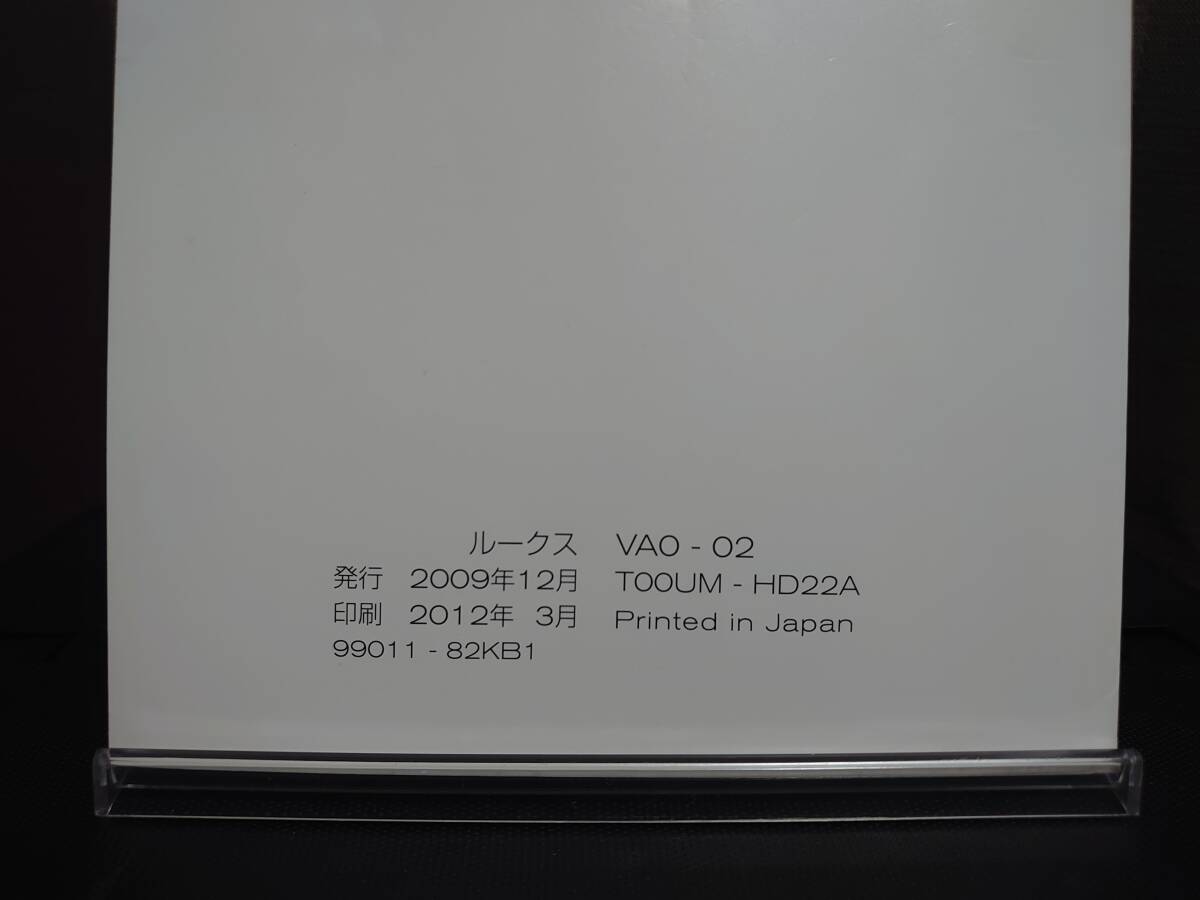 ルークス VA0 - 02
発行 2009年12月 T00UM - HD22A
印刷 2012年 3月 Printed in Japan
99011 - 82KB1